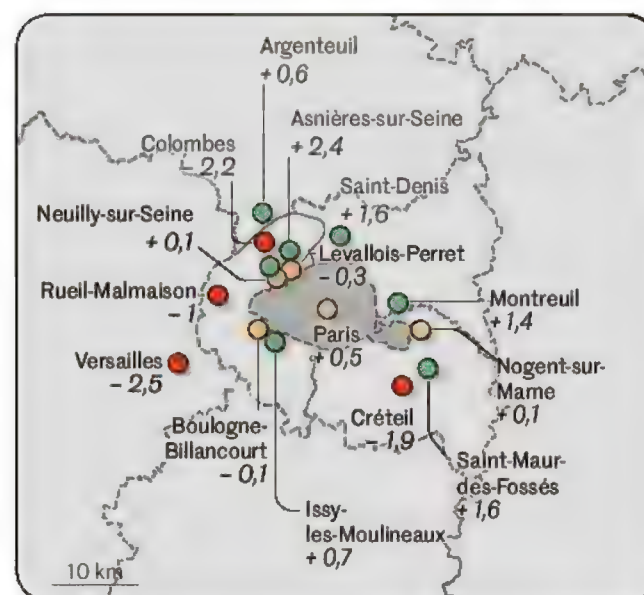 Argenteuil
+ 0,6
Asnières-sur-Seine
+ 2,4
Colombes
– 2,2
Saint-Denis
+ 1,6
Neuilly-sur-Seine
+ 0,1
Levallois-Perret
– 0,3
Rueil-Malmaison
– 1
Montreuil
+ 1,4
Paris
+ 0,5
Versailles
– 2,5
Nogent-sur-
Marne
+ 0,1
Boulogne-
Billancourt
– 0,1
Créteil
– 1,9
Saint-Maur-
des-Fossés
+ 1,6
Issy-
les-Moulineaux
+ 0,7
10 km